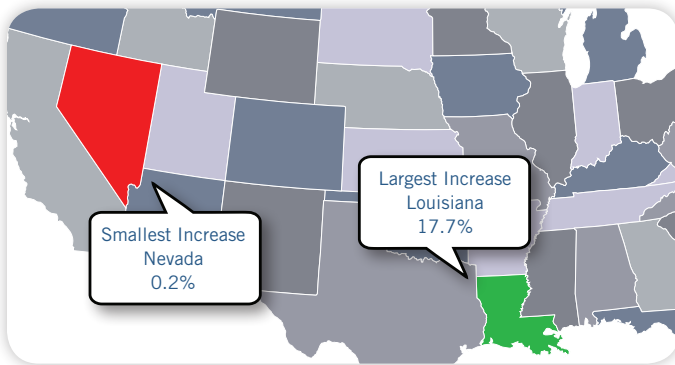 Smallest Increase
Nevada
0.2%
Largest Increase
Louisiana
17.7%